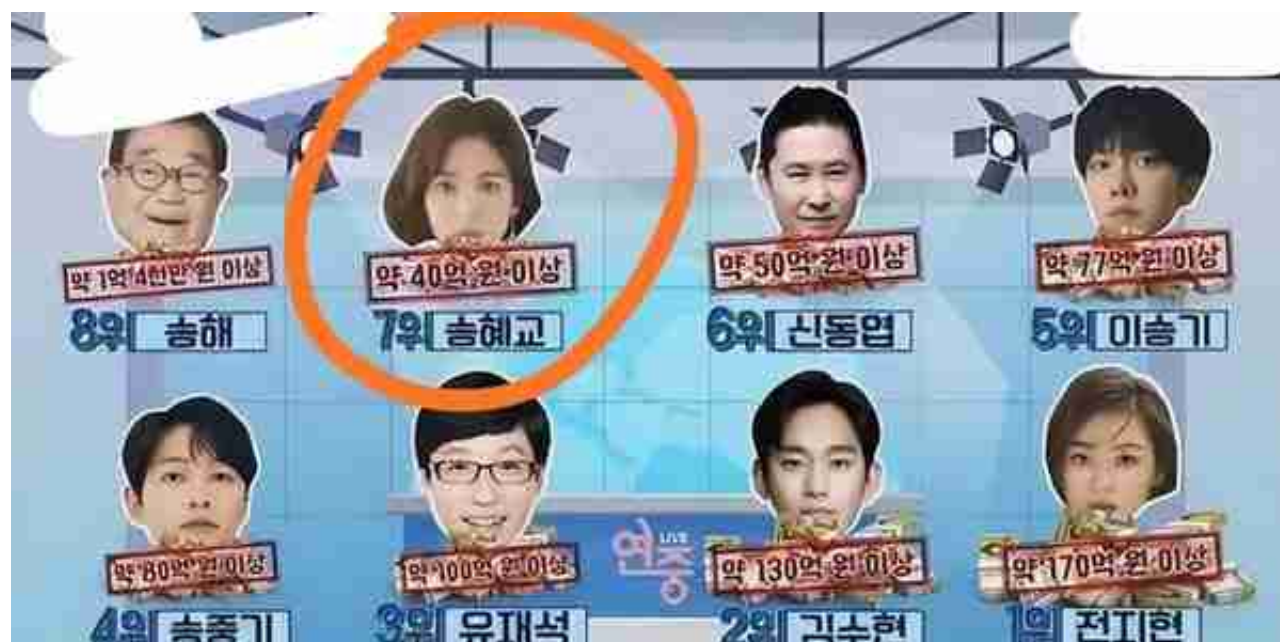 약 1억 4천만 원 이상
8위 송해
약 40억 원 이상
7위 송혜교
약 50억 원 이상
6위 신동엽
약 77억 원 이상
5위 이승기
약 80억 원 이상
4위 송중기
약 100억 원 이상
3위 유재석
연중
LIVE
약 130억 원 이상
2위 김수현
약 170억 원 이상
1위 전지현